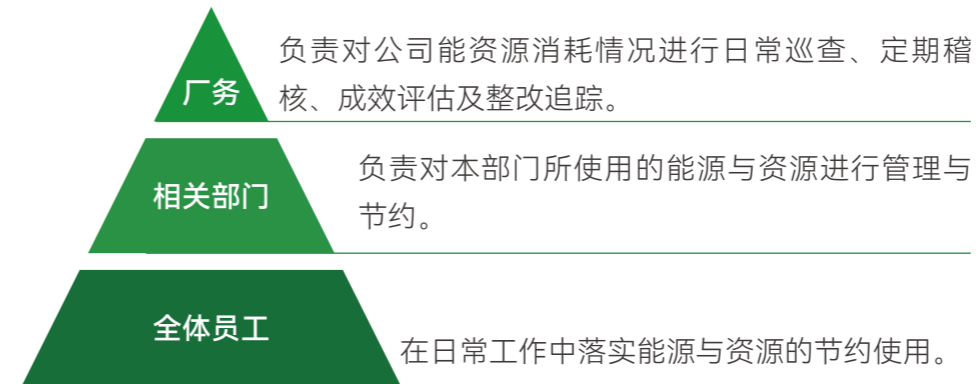 厂务
负责对公司能资源消耗情况进行日常巡查、定期稽
核、成效评估及整改追踪。
相关部门
负责对本部门所使用的能源与资源进行管理与
节约。
全体员工
在日常工作中落实能源与资源的节约使用。